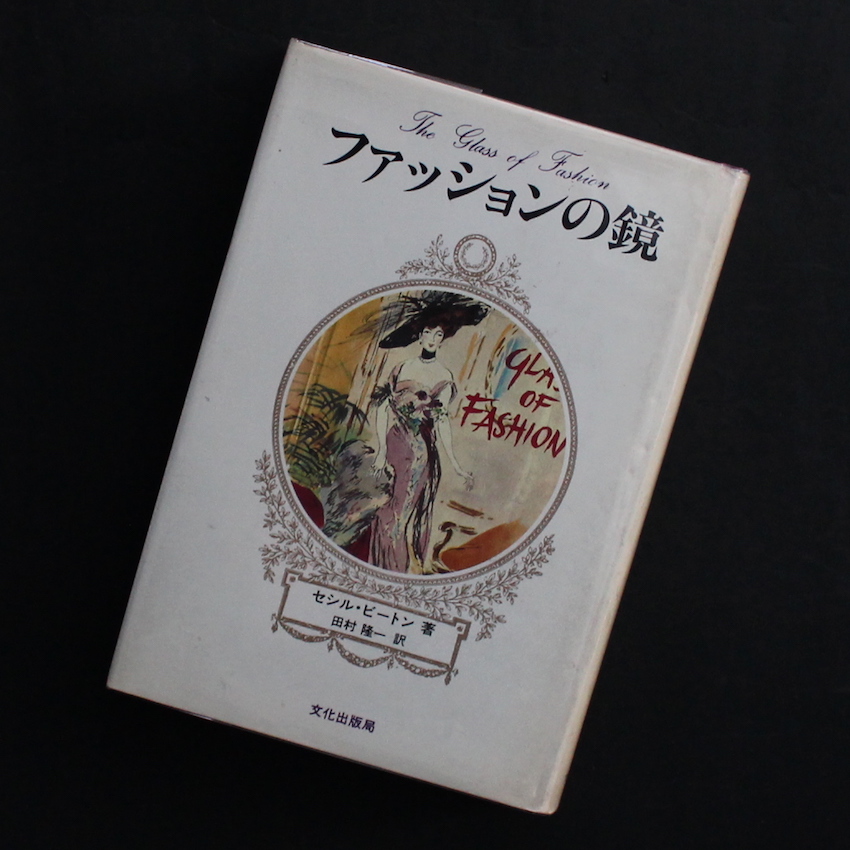 The Glass of Fashion
ファッションの鏡
GLA
OF
FASHION
セシル・ビートン 著
田村 隆一 訳
文化出版局